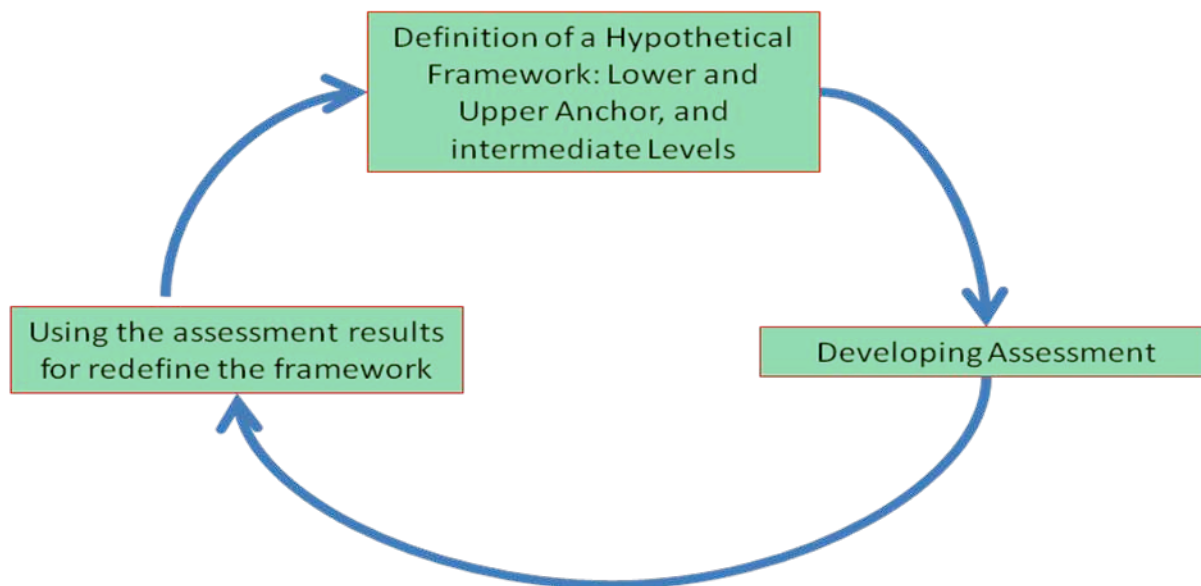 Definition of a Hypothetical
Framework: Lower and
Upper Anchor, and
intermediate Levels
Using the assessment results
for redefine the framework
Developing Assessment